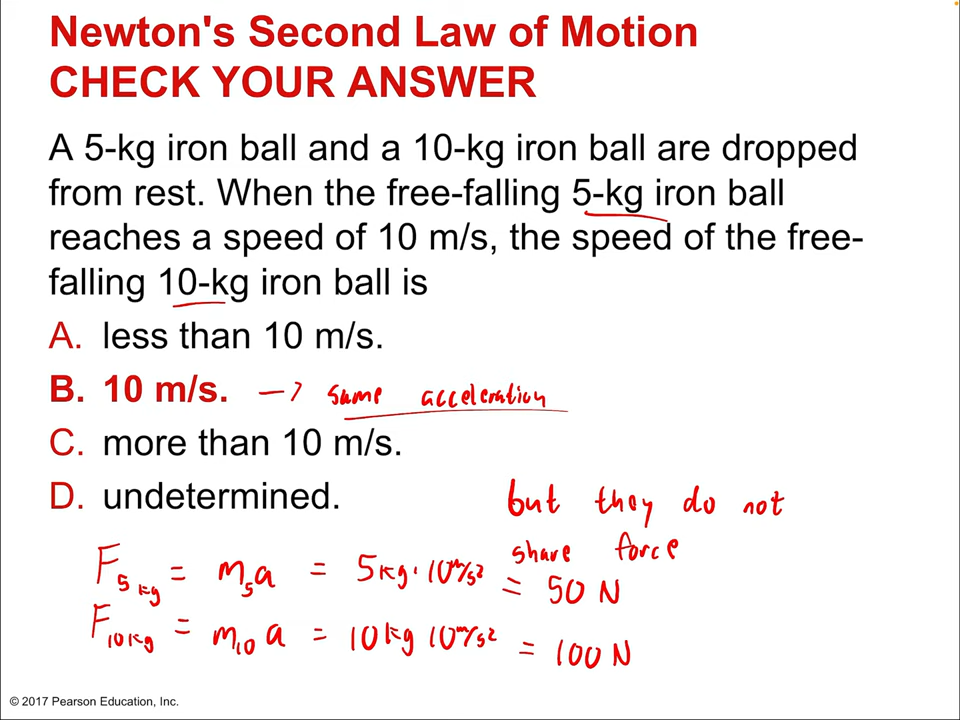 Newton's Second Law of Motion
CHECK YOUR ANSWER
A 5-kg iron ball and a 10-kg iron ball are dropped
from rest. When the free-falling 5-kg iron ball
reaches a speed of 10 m/s, the speed of the free-
falling 10-kg iron ball is
A. less than 10 m/s.
B. 10 m/s. → same acceleration
C. more than 10 m/s.
D. undetermined.
but they do not
share force
F5kg = m5a = 5kg · 10m/s² = 50 N
F10kg = m10 a = 10kg 10m/s² = 100 N
© 2017 Pearson Education, Inc.